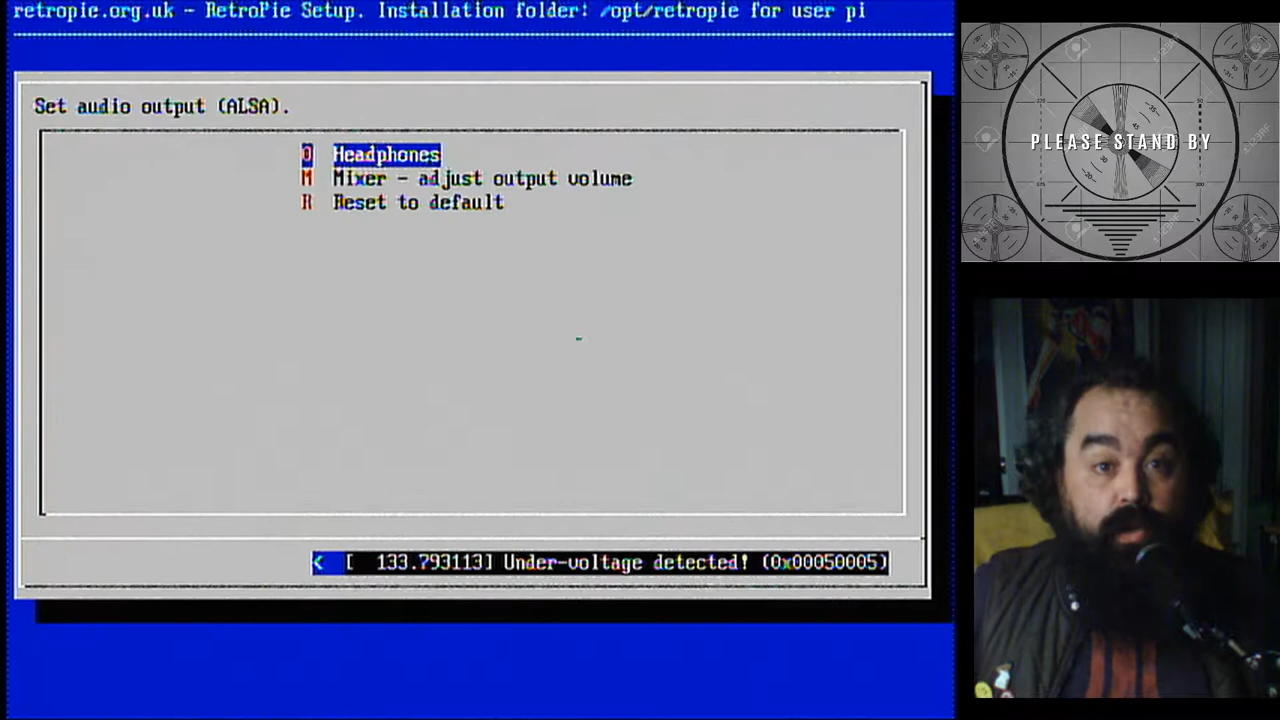 retropie.org.uk - RetroPie Setup. Installation folder: /opt/retropie for user pi
Set audio output (ALSA).
0 Headphones
M Mixer - adjust output volume
R Reset to default
< [ 133.793113] Under-voltage detected! (0x00050005)
PLEASE STAND BY